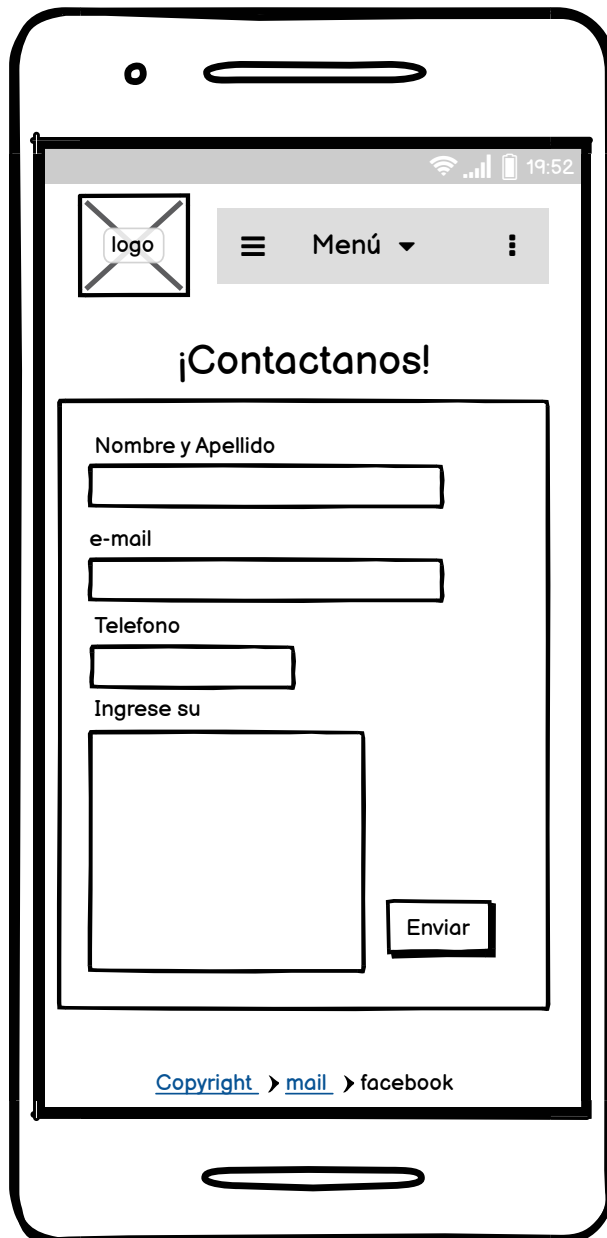 19:52
logo
Menú
¡Contactanos!
Nombre y Apellido
e-mail
Telefono
Ingrese su
Enviar
Copyright mail facebook